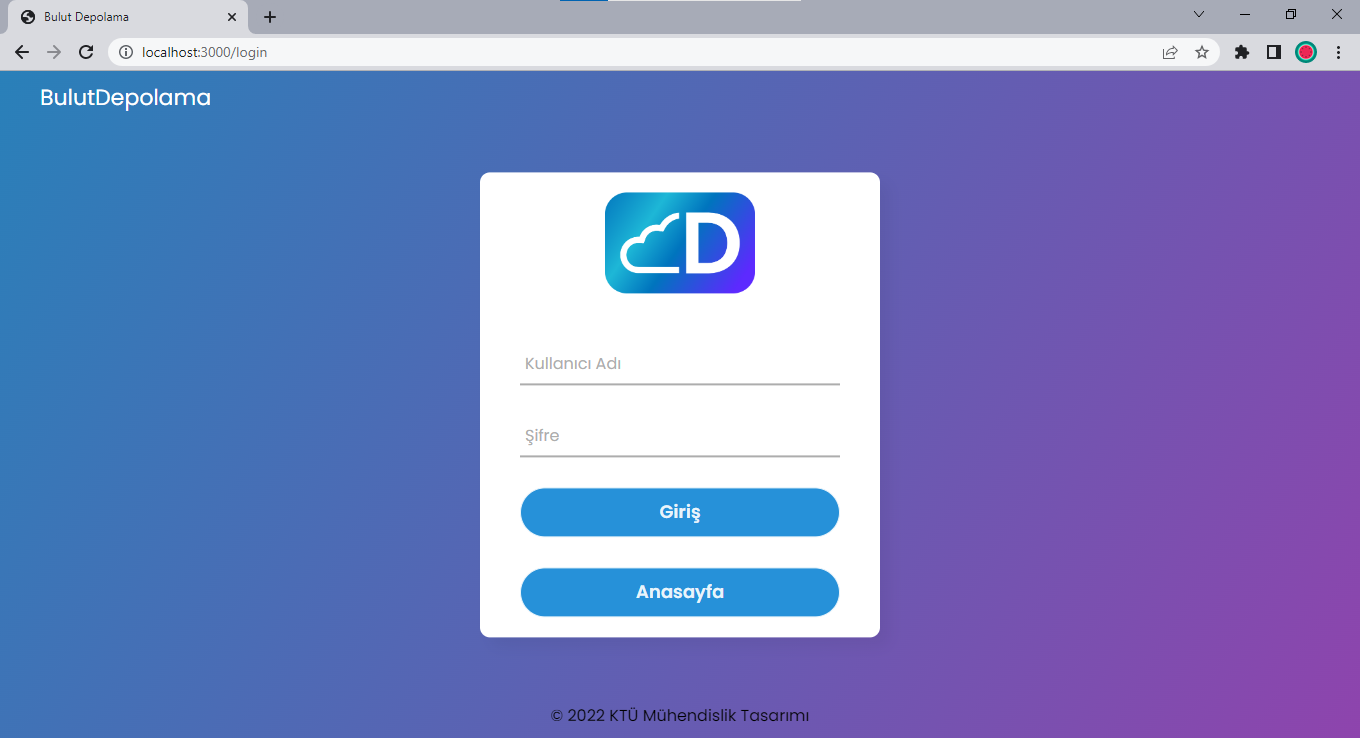 Bulut Depolama
localhost:3000/login
BulutDepolama
D
Kullanıcı Adı
Şifre
Giriş
Anasayfa
© 2022 KTÜ Mühendislik Tasarımı